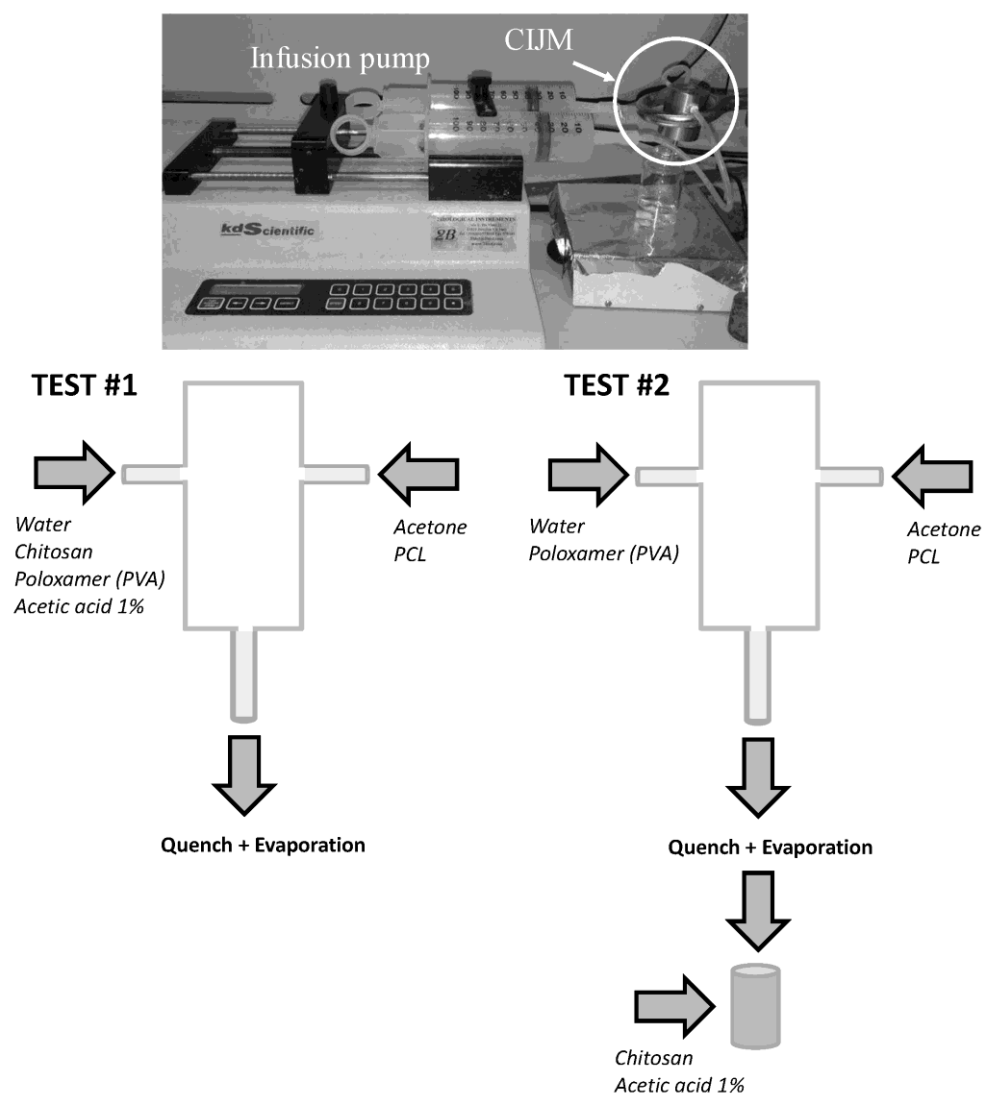 Infusion pump
CIJM
kdScientific
2B
TEST #1
TEST #2
Water
Chitosan
Poloxamer (PVA)
Acetic acid 1%
Acetone
PCL
Water
Poloxamer (PVA)
Acetone
PCL
Quench + Evaporation
Quench + Evaporation
Chitosan
Acetic acid 1%